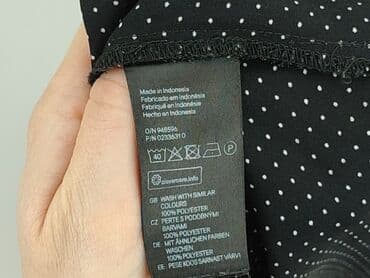 Made in Indonesia
Fabricado em Indonésia
Fabriqué en Indonésie
Hecho en Indonesia
O/N 948596
P/N 0233631 0
40
P
clevercare.info
GB WASH WITH SIMILAR
COLOURS
100% POLYESTER
CZ PERTE S PODOBNÝMI
BARVAMI
100% POLYESTER
DE MIT ÄHNLICHEN FARBEN
WASCHEN
100% POLYESTER
EE PESE KOOS SARNAST VÄRVI